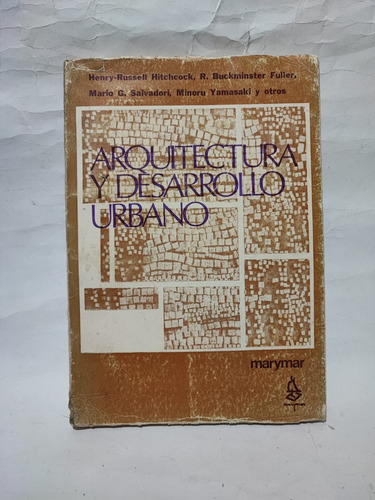 Henry-Russell Hitchcock, R. Buckminster Fuller,
Mario G. Salvadori, Minoru Yamasaki y otros
ARQUITECTURA
Y DESARROLLO
URBANO
marymar